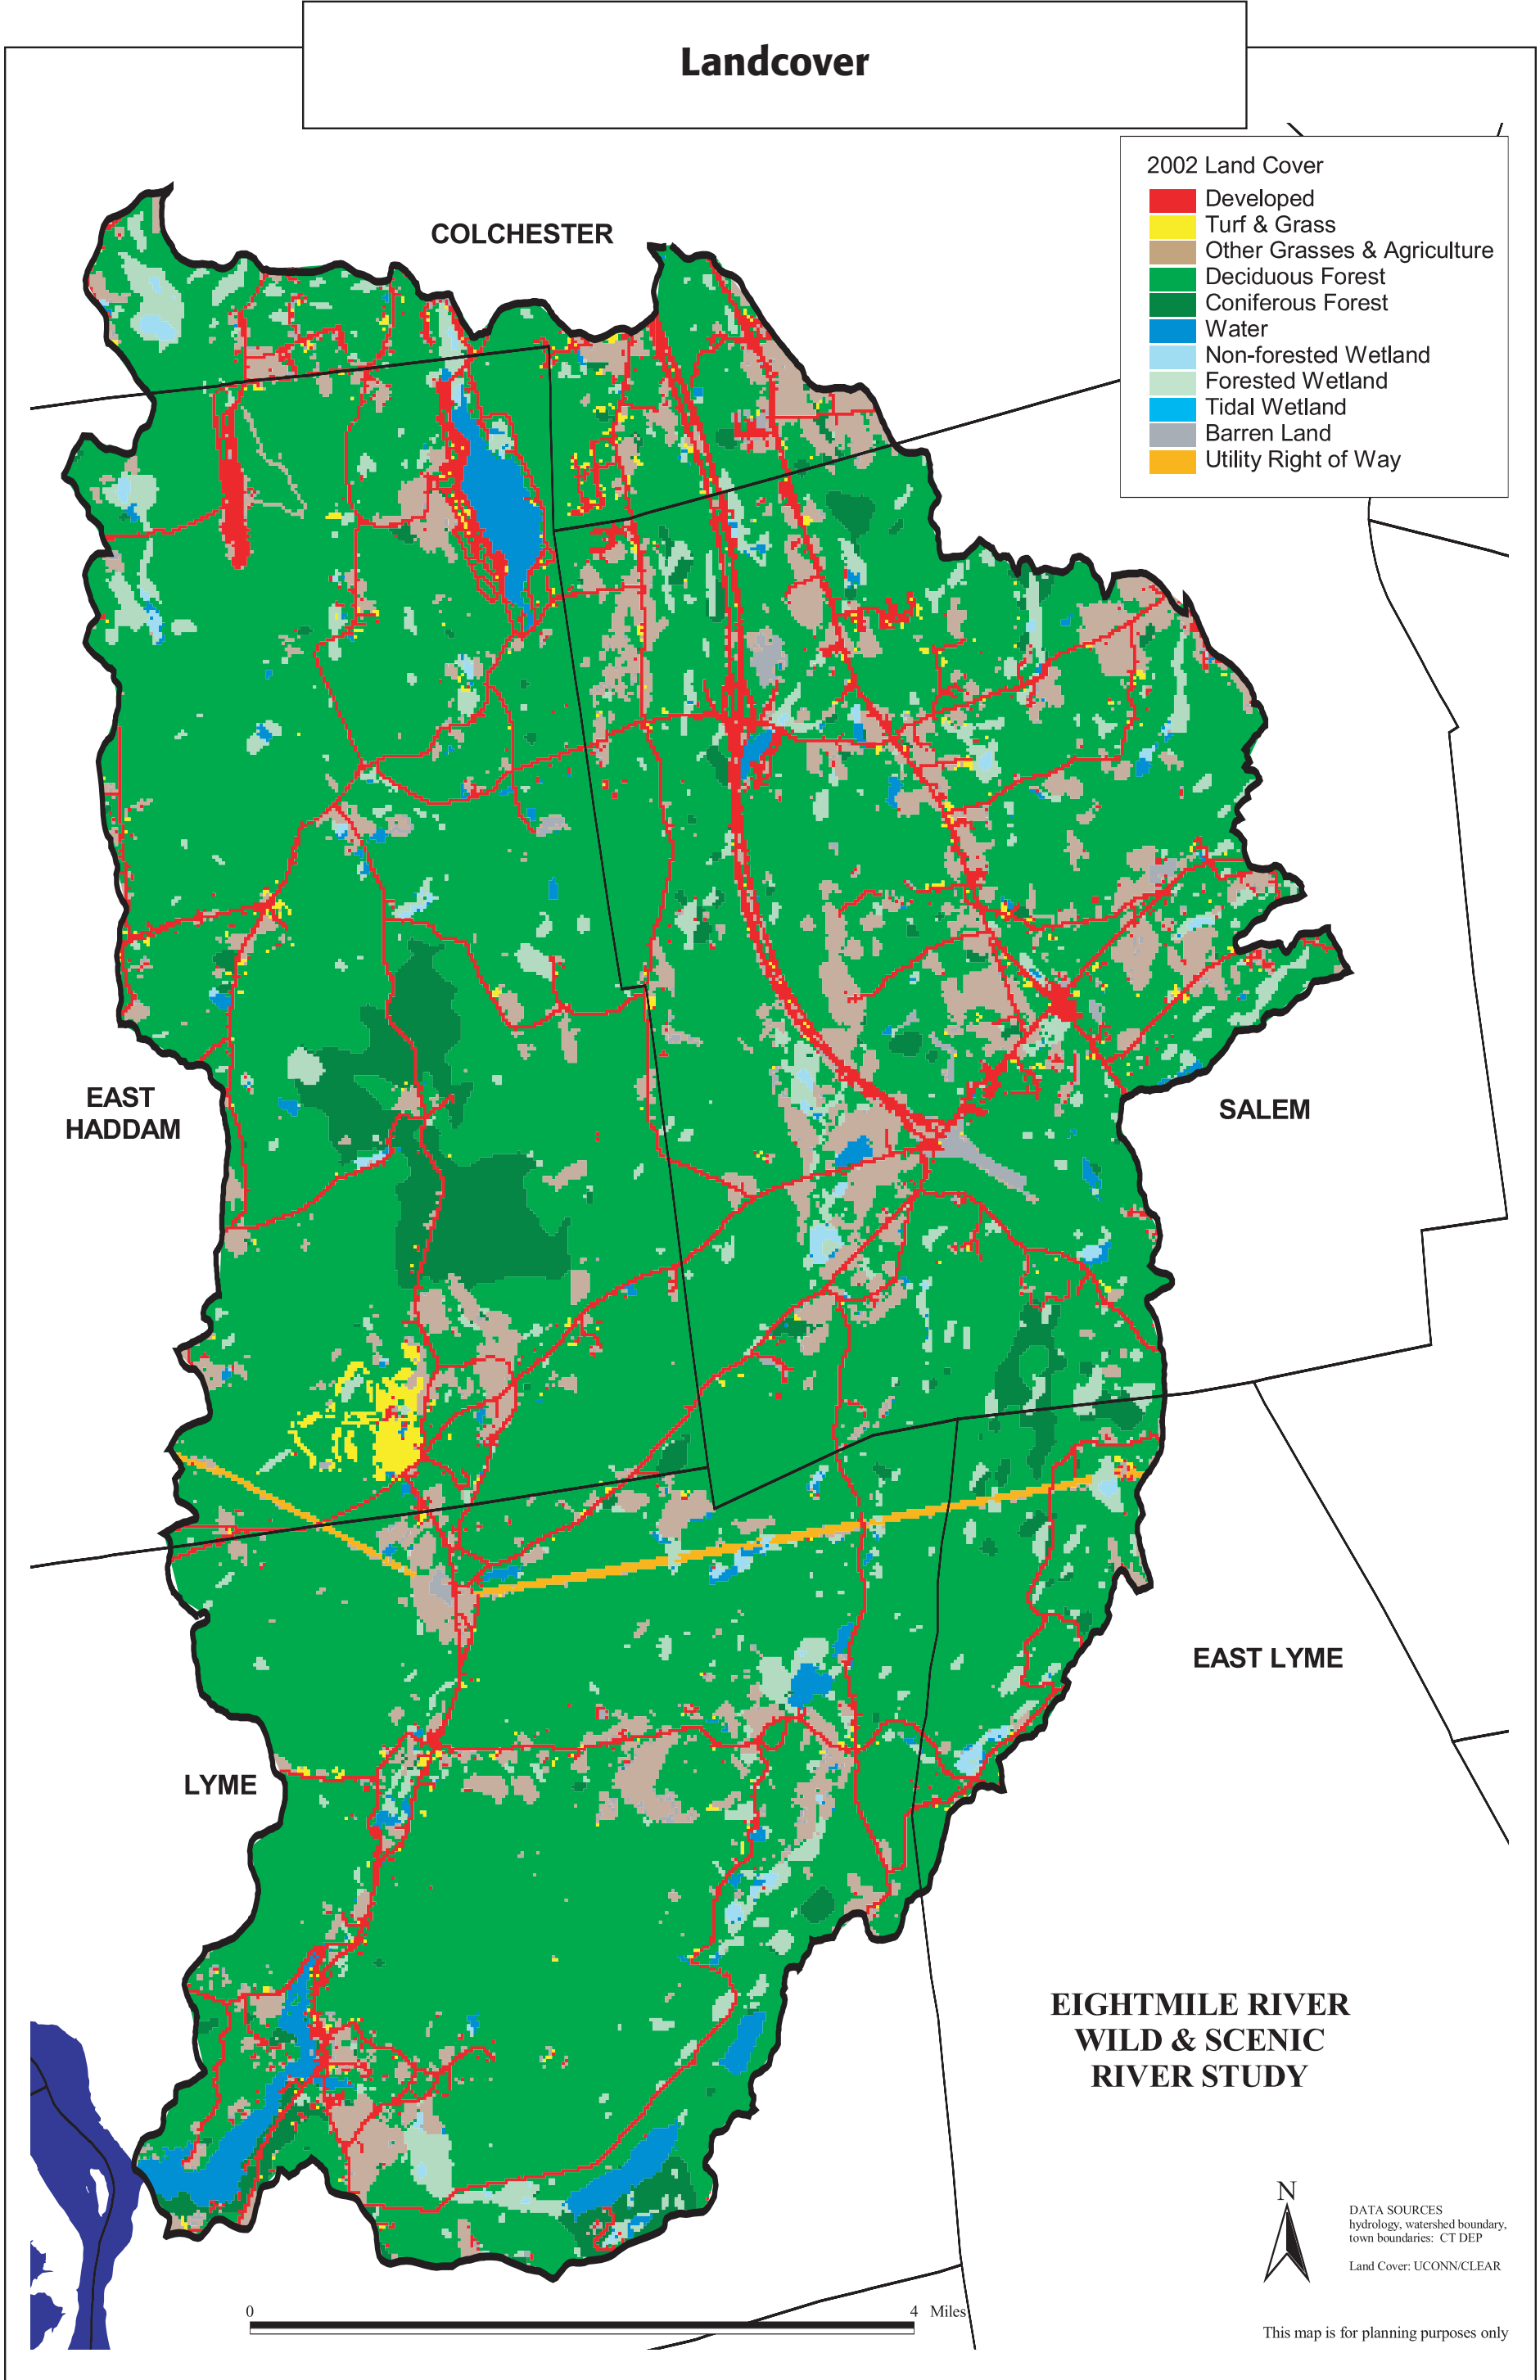 Landcover
2002 Land Cover
Developed
Turf & Grass
Other Grasses & Agriculture
Deciduous Forest
Coniferous Forest
Water
Non-forested Wetland
Forested Wetland
Tidal Wetland
Barren Land
Utility Right of Way
COLCHESTER
EAST
HADDAM
SALEM
EAST LYME
LYME
EIGHTMILE RIVER
WILD & SCENIC
RIVER STUDY
N
DATA SOURCES
hydrology, watershed boundary,
town boundaries: CT DEP
Land Cover: UCONN/CLEAR
0 4 Miles
This map is for planning purposes only